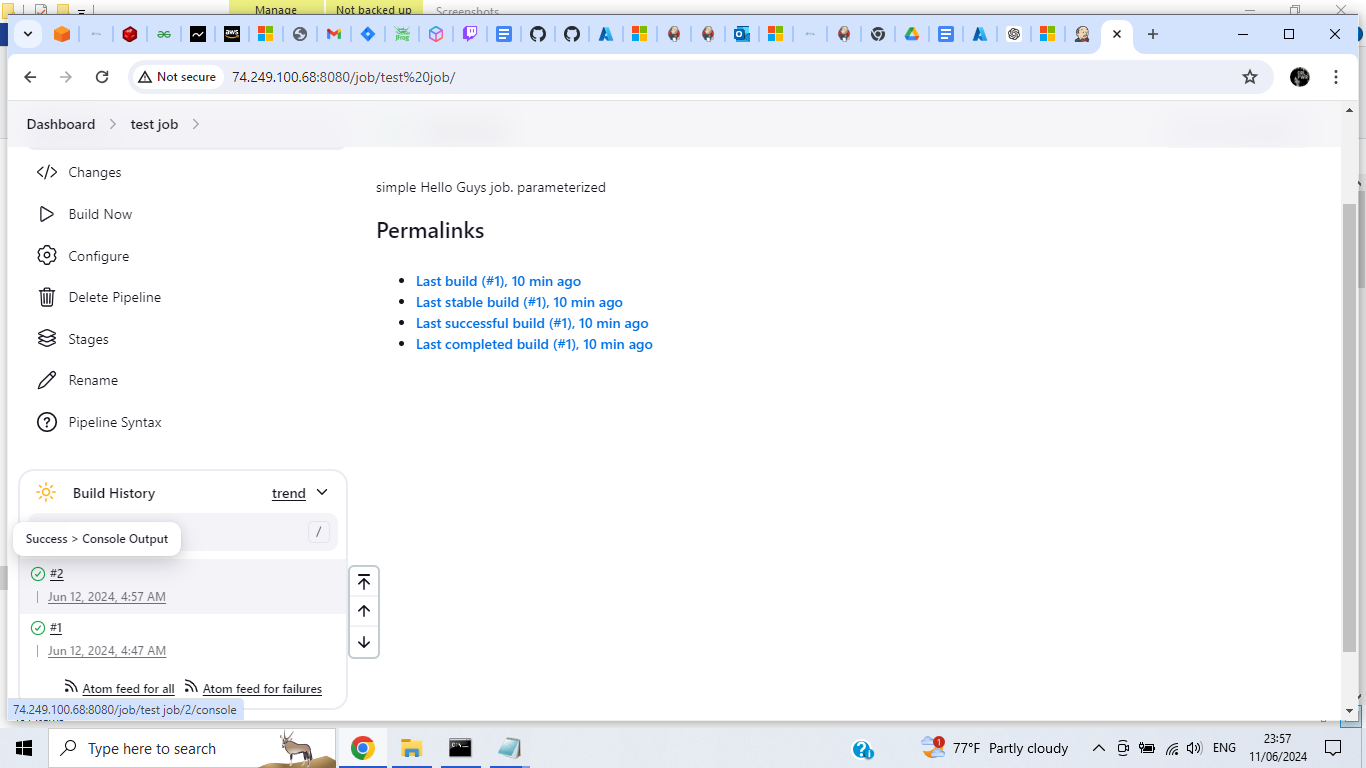 Manage
Not backed up
Screenshots
aws
Not secure
74.249.100.68:8080/job/test%20job/
Dashboard
test job
Changes
simple Hello Guys job. parameterized
Build Now
Permalinks
Configure
Last build (#1), 10 min ago
Delete Pipeline
Last stable build (#1), 10 min ago
Last successful build (#1), 10 min ago
Stages
Last completed build (#1), 10 min ago
Rename
Pipeline Syntax
Build History
trend
/
Success > Console Output
#2
Jun 12, 2024, 4:57 AM
#1
Jun 12, 2024, 4:47 AM
Atom feed for all
Atom feed for failures
74.249.100.68:8080/job/test job/2/console
Type here to search
1
77°F Partly cloudy
ENG
23:57
11/06/2024